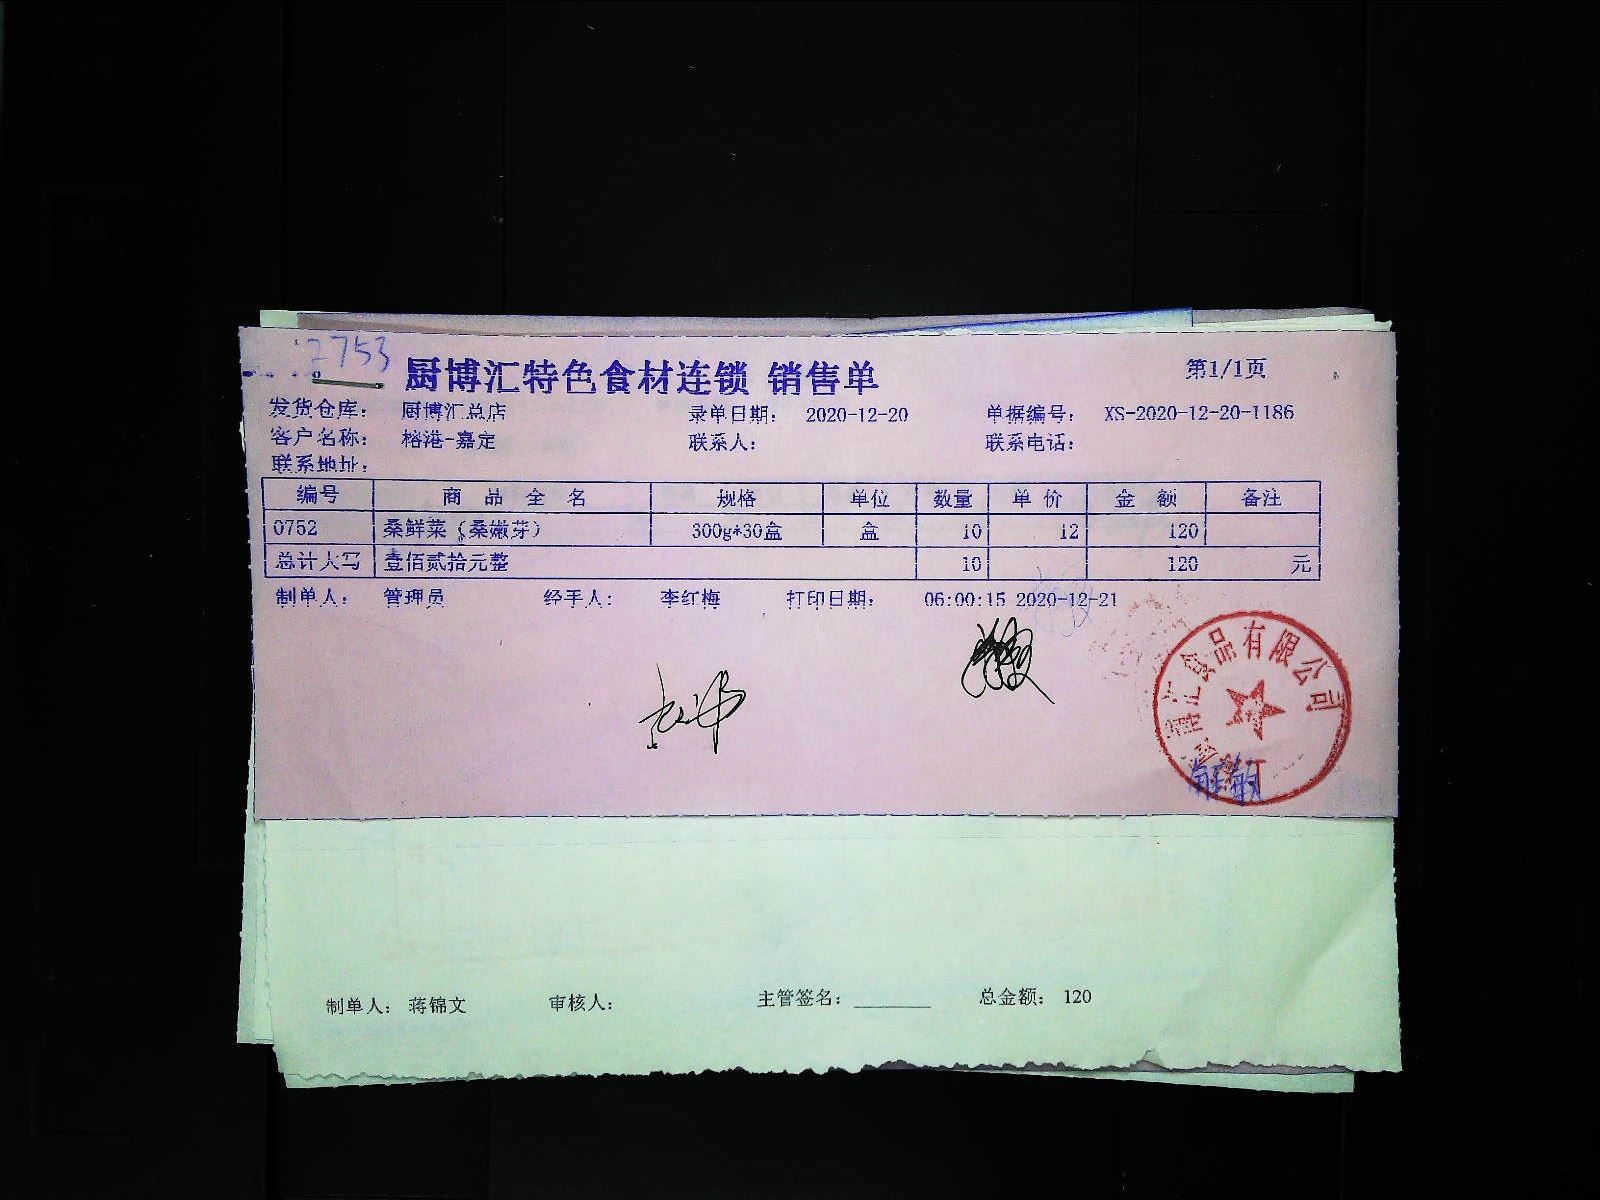 7753
厨博汇特色食材连锁 销售单 第1/1页
发货仓库： 厨博汇总店 录单日期： 2020-12-20 单据编号： XS-2020-12-20-1186
客户名称： 榕港-嘉定 联系人： 联系电话：
联系地址：
编号 商 品 全 名 规格 单位 数量 单 价 金 额 备注
0752 桑鲜菜（桑嫩芽） 300g*30盒 盒 10 12 120
总计大写 壹佰贰拾元整 10 120 元
制单人： 管理员 经手人： 李红梅 打印日期： 06:00:15 2020-12-21
博汇食品有限公司
制单人： 蒋锦文 审核人： 主管签名： 总金额： 120